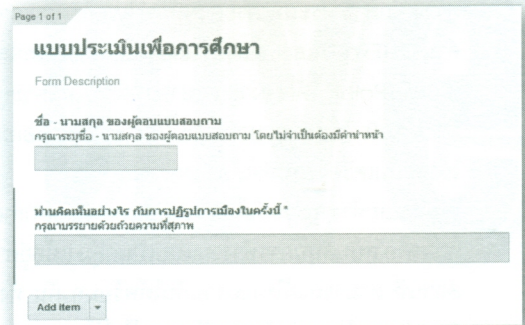 Page 1 of 1
แบบประเมินเพื่อการศึกษา
Form Description
ชื่อ - นามสกุล ของผู้ตอบแบบสอบถาม
กรุณาระบุชื่อ - นามสกุล ของผู้ตอบแบบสอบถาม โดยไม่จำเป็นต้องมีคำนำหน้า
ท่านคิดเห็นอย่างไร กับการปฏิรูปการเมืองในครั้งนี้ *
กรุณาบรรยายด้วยถ้อยความที่สุภาพ
Add item